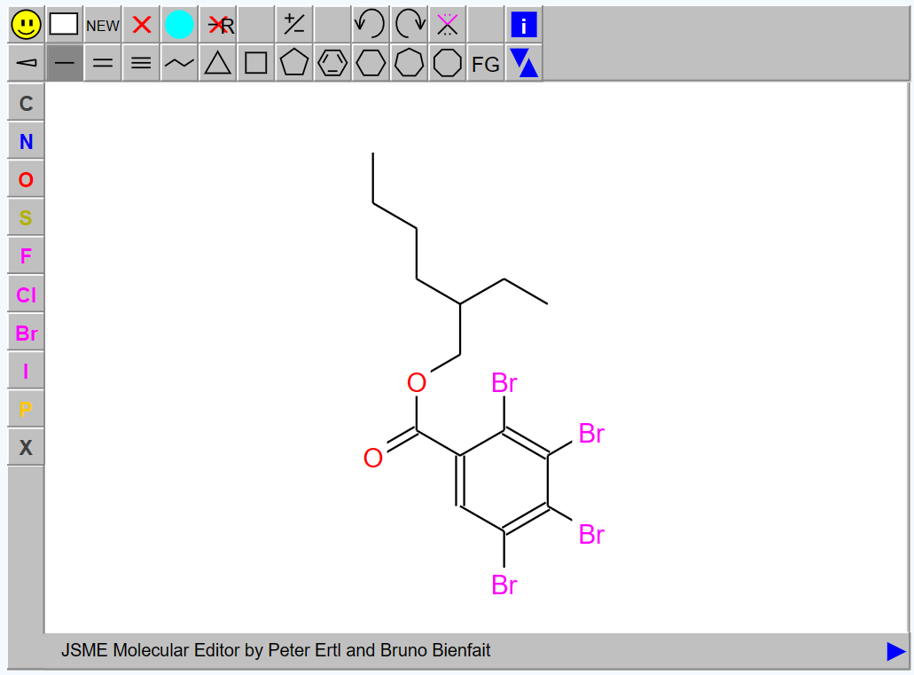 NEW
R
+/-
i
FG
C
N
O
S
F
Cl
Br
I
P
X
O
Br
Br
O
Br
Br
JSME Molecular Editor by Peter Ertl and Bruno Bienfait